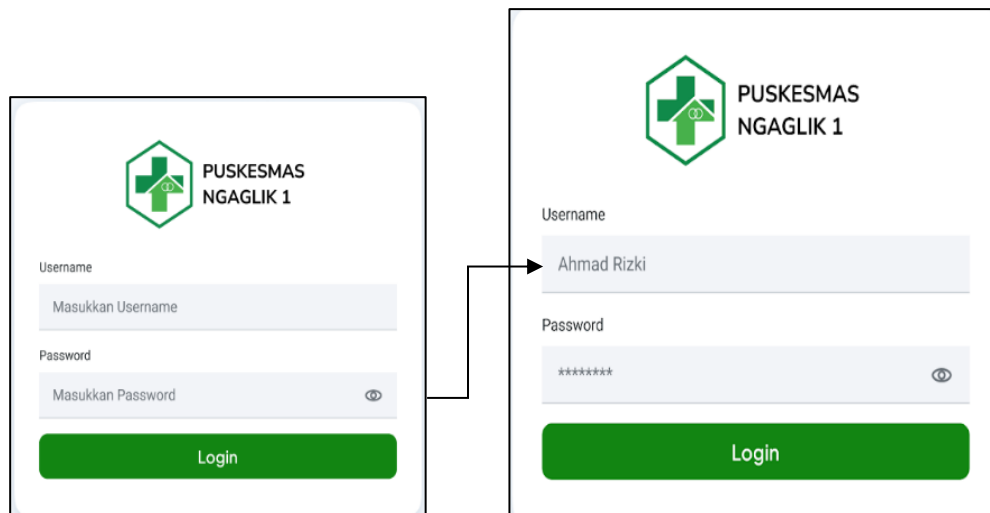 PUSKESMAS
NGAGLIK 1
Username
Masukkan Username
Password
Masukkan Password
Login
PUSKESMAS
NGAGLIK 1
Username
Ahmad Rizki
Password
********
Login